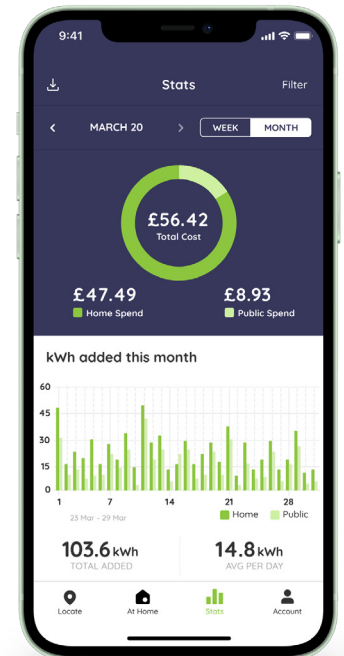 9:41
Stats
Filter
MARCH 20
WEEK
MONTH
£56.42
Total Cost
£47.49
£8.93
Home Spend
Public Spend
kWh added this month
60
45
30
15
0
1 7 14 21 28
23 Mar - 29 Mar
Home
Public
103.6 kWh
14.8 kWh
TOTAL ADDED
AVG PER DAY
Locate
At Home
Stats
Account